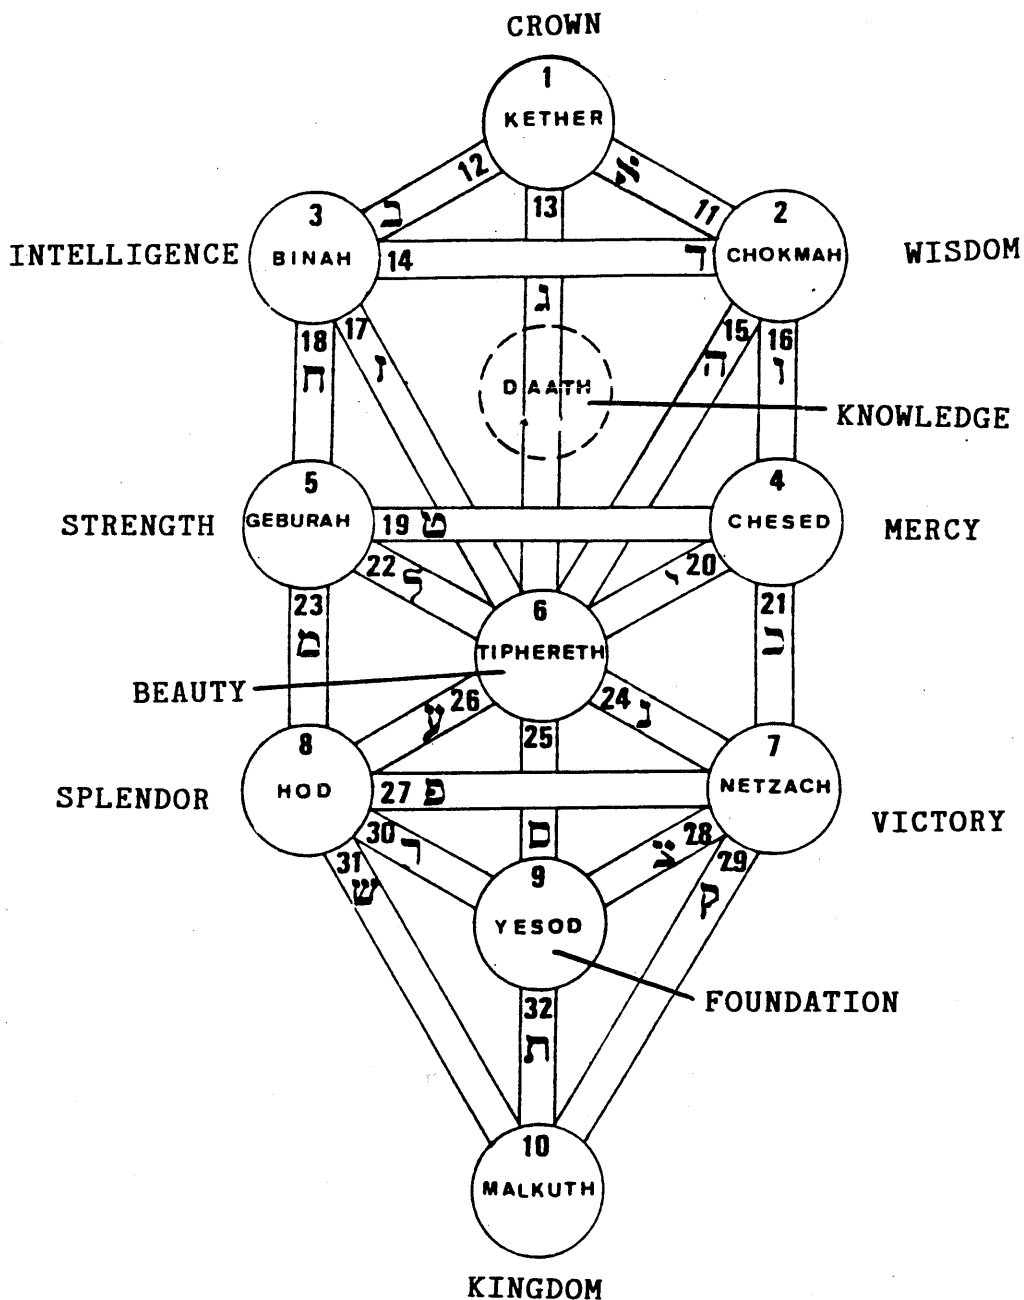 CROWN
1
KETHER
12
א
ב
13
11
3
2
INTELLIGENCE
BINAH
14
ד
CHOKMAH
WISDOM
ג
18
17
15
16
ח
ז
ה
ו
DAATH
KNOWLEDGE
5
4
STRENGTH
GEBURAH
19
ט
CHESED
MERCY
22
ל
י
20
23
6
21
מ
TIPHERETH
כ
BEAUTY
26
24
ע
נ
8
25
7
SPLENDOR
HOD
27
פ
NETZACH
VICTORY
30
ר
ס
צ
28
31
ש
9
29
ק
YESOD
FOUNDATION
32
ת
10
MALKUTH
KINGDOM